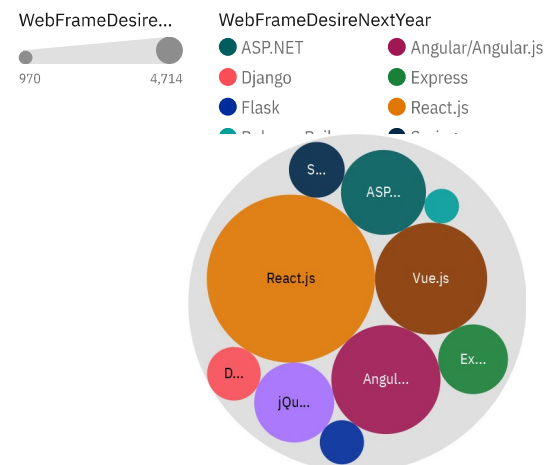 WebFrameDesire...
970 4,714
WebFrameDesireNextYear
ASP.NET Angular/Angular.js
Django Express
Flask React.js
S...
ASP...
React.js
Vue.js
Ex...
D...
Angul...
jQu...